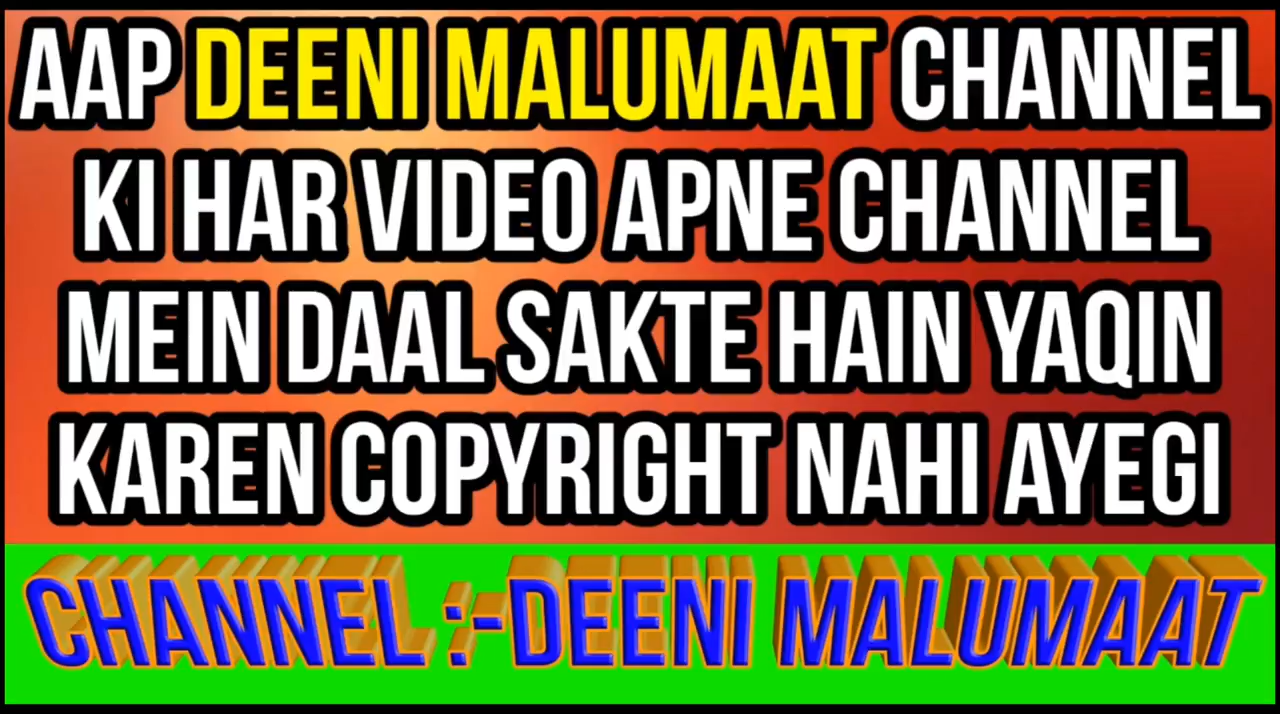 AAP DEENI MALUMAAT CHANNEL
KI HAR VIDEO APNE CHANNEL
MEIN DAAL SAKTE HAIN YAQIN
KAREN COPYRIGHT NAHI AYEGI
CHANNEL :-DEENI MALUMAAT